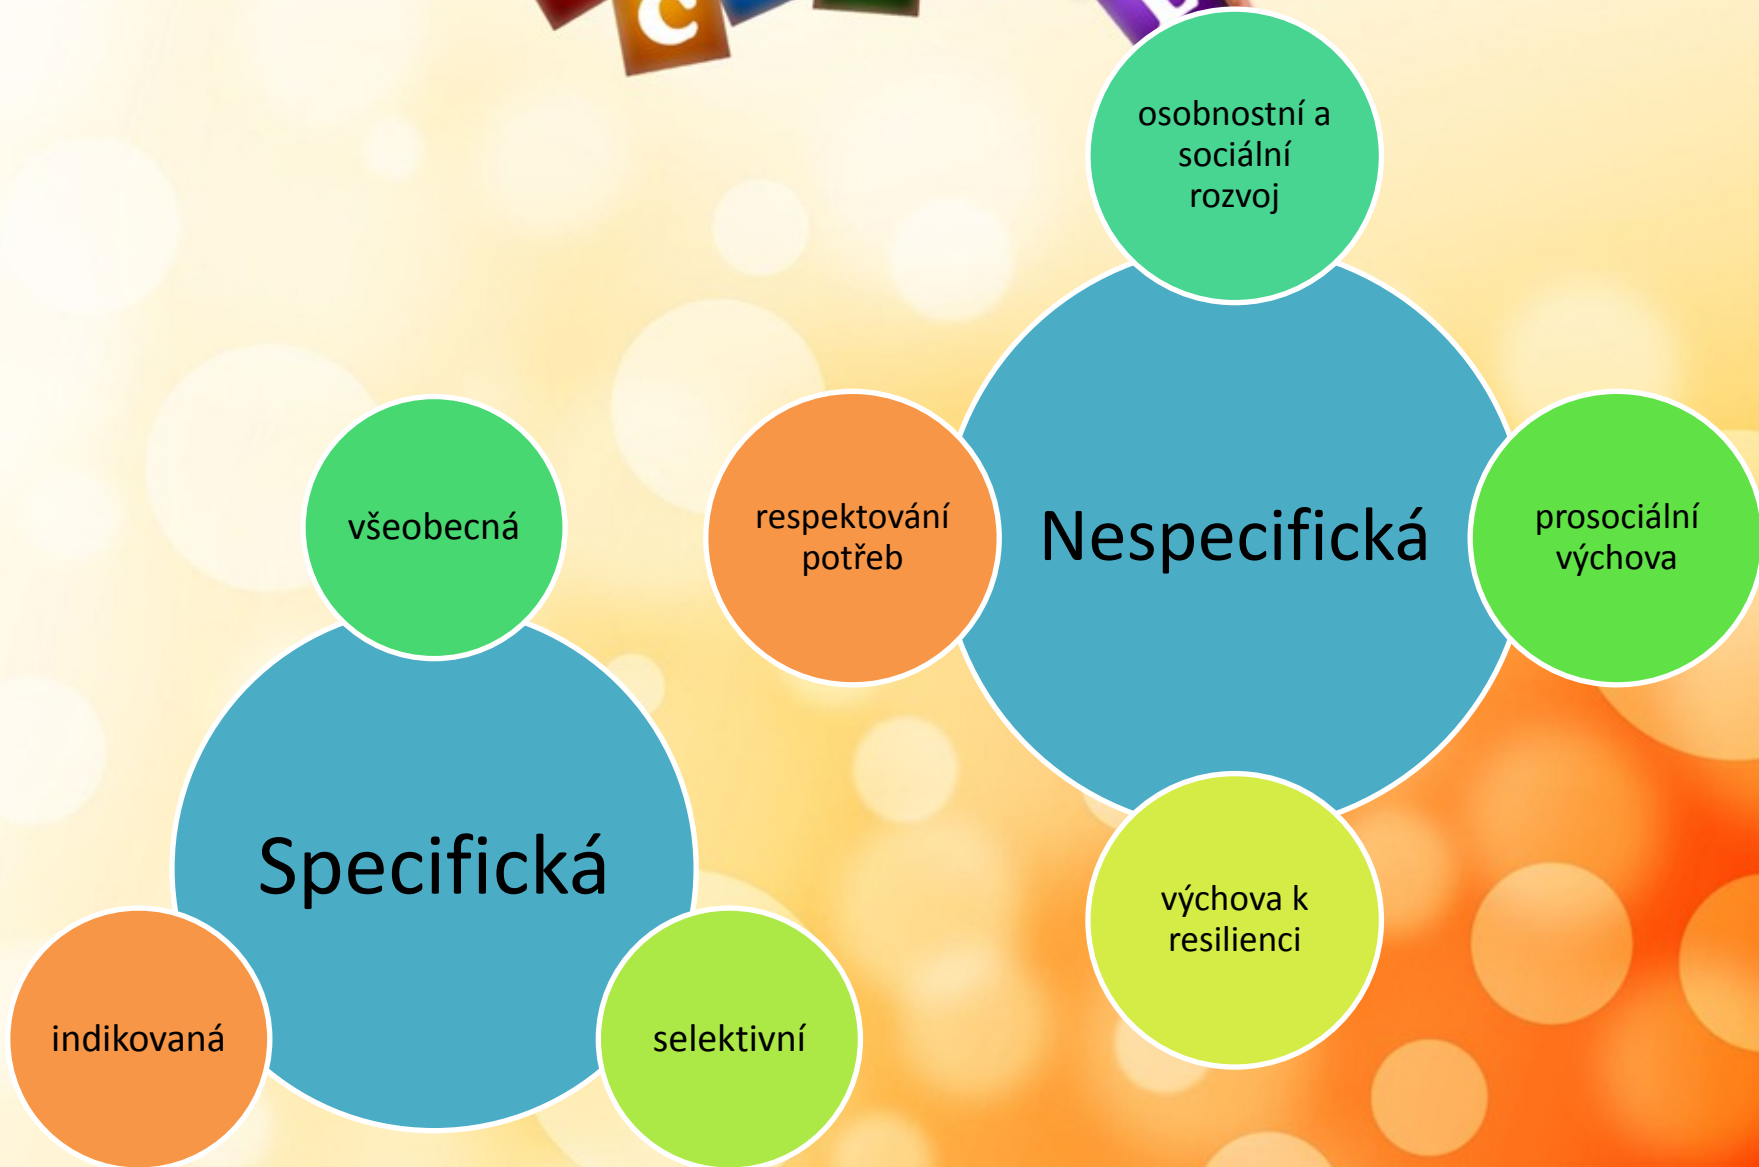 C
osobnostní a
sociální
rozvoj
respektování
potřeb
Nespecifická
prosociální
výchova
výchova k
resilienci
všeobecná
Specifická
indikovaná
selektivní